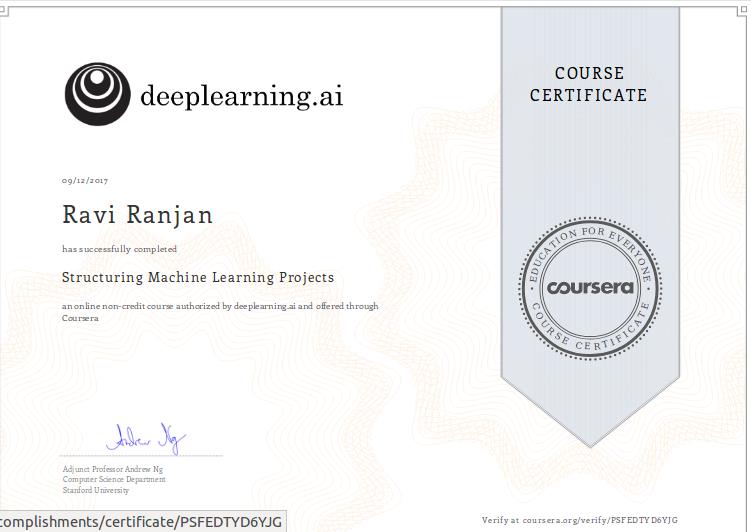 deeplearning.ai
COURSE
CERTIFICATE
09/12/2017
Ravi Ranjan
has successfully completed
Structuring Machine Learning Projects
an online non-credit course authorized by deeplearning.ai and offered through
Coursera
EDUCATION FOR EVERYONE
coursera
COURSE CERTIFICATE
Andrew Ng
Adjunct Professor Andrew Ng
Computer Science Department
Stanford University
complishments/certificate/PSFEDTYD6YJG
Verify at coursera.org/verify/PSFEDTYD6YJG